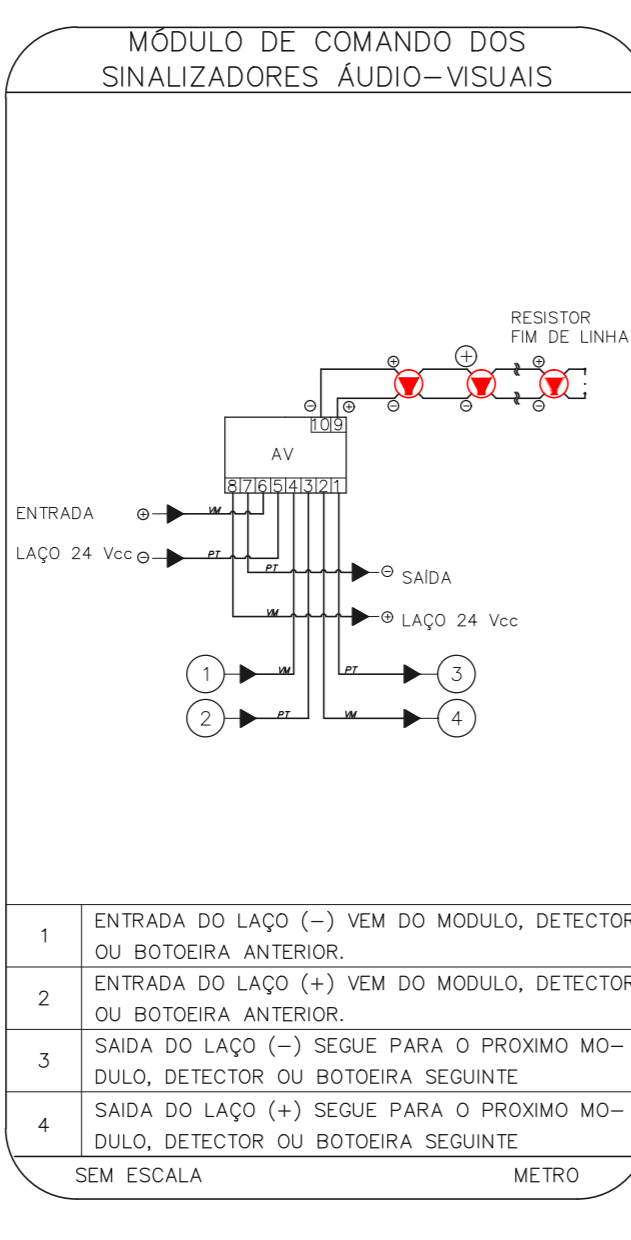 MÓDULO DE COMANDO DOS
SINALIZADORES ÁUDIO-VISUAIS
RESISTOR
FIM DE LINHA
+ + +
- + - - -
10 9
AV
8 7 6 5 4 3 2 1
ENTRADA + VM
LAÇO 24 Vcc - PT
PT - SAÍDA
VM + LAÇO 24 Vcc
1 VM PT 3
2 PT VM 4
1 ENTRADA DO LAÇO (-) VEM DO MODULO, DETECTOR
OU BOTOEIRA ANTERIOR.
2 ENTRADA DO LAÇO (+) VEM DO MODULO, DETECTOR
OU BOTOEIRA ANTERIOR.
3 SAIDA DO LAÇO (-) SEGUE PARA O PROXIMO MO-
DULO, DETECTOR OU BOTOEIRA SEGUINTE
4 SAIDA DO LAÇO (+) SEGUE PARA O PROXIMO MO-
DULO, DETECTOR OU BOTOEIRA SEGUINTE
SEM ESCALA METRO